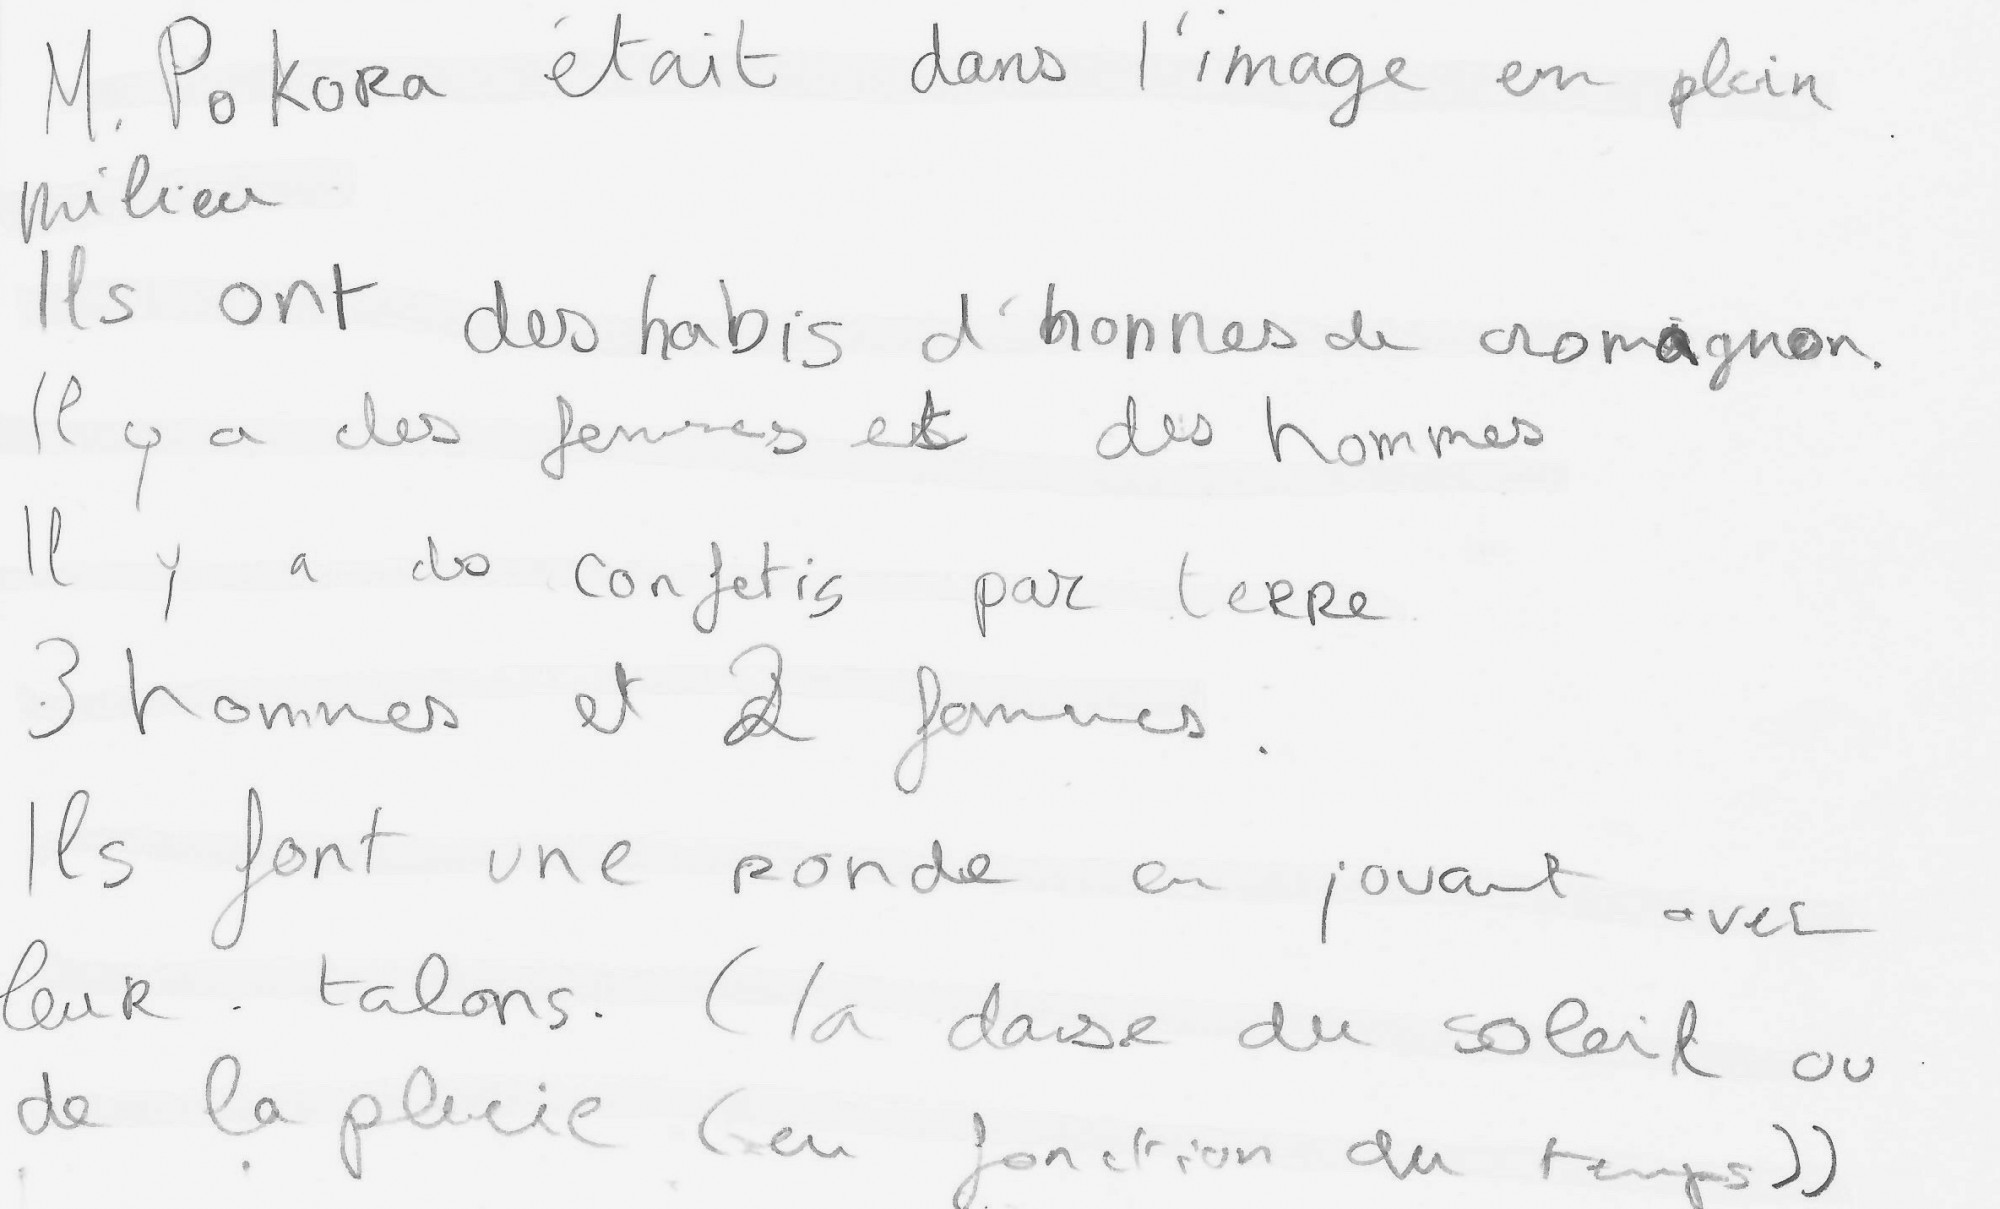 M. Pokora était dans l'image en plein
milieu
Ils ont des habis d'hommes de cromagnon.
Il y a des femmes et des hommes
Il y a des confetis par terre
3 hommes et 2 femmes.
Ils font une ronde en jouant avec
leur talons. (la danse du soleil ou
de la pluie (en fonction du temps))